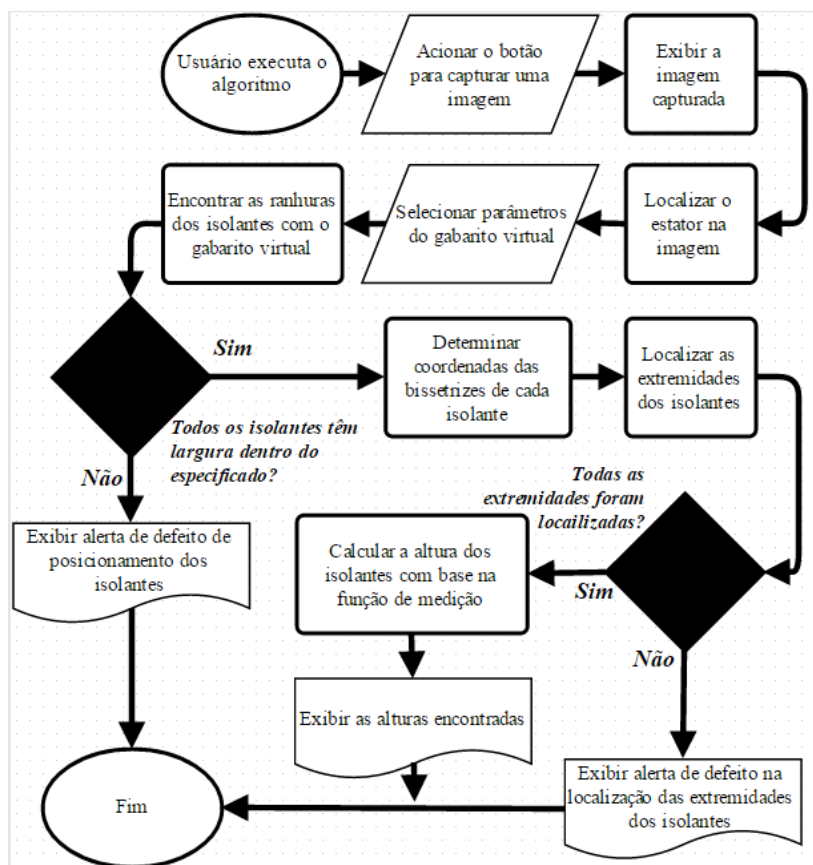 Usuário executa o
algoritmo
Acionar o botão
para capturar uma
imagem
Exibir a
imagem
capturada
Localizar o
estator na
imagem
Selecionar parâmetros
do gabarito virtual
Encontrar as ranhuras
dos isolantes com o
gabarito virtual
Sim
Todos os isolantes têm
largura dentro do
especificado?
Não
Determinar
coordenadas das
bissetrizes de cada
isolante
Localizar as
extremidades
dos isolantes
Exibir alerta de defeito de
posicionamento dos
isolantes
Todas as
extremidades foram
locailizadas?
Sim
Não
Calcular a altura dos
isolantes com base na
função de medição
Exibir as alturas encontradas
Exibir alerta de defeito na
localização das extremidades
dos isolantes
Fim